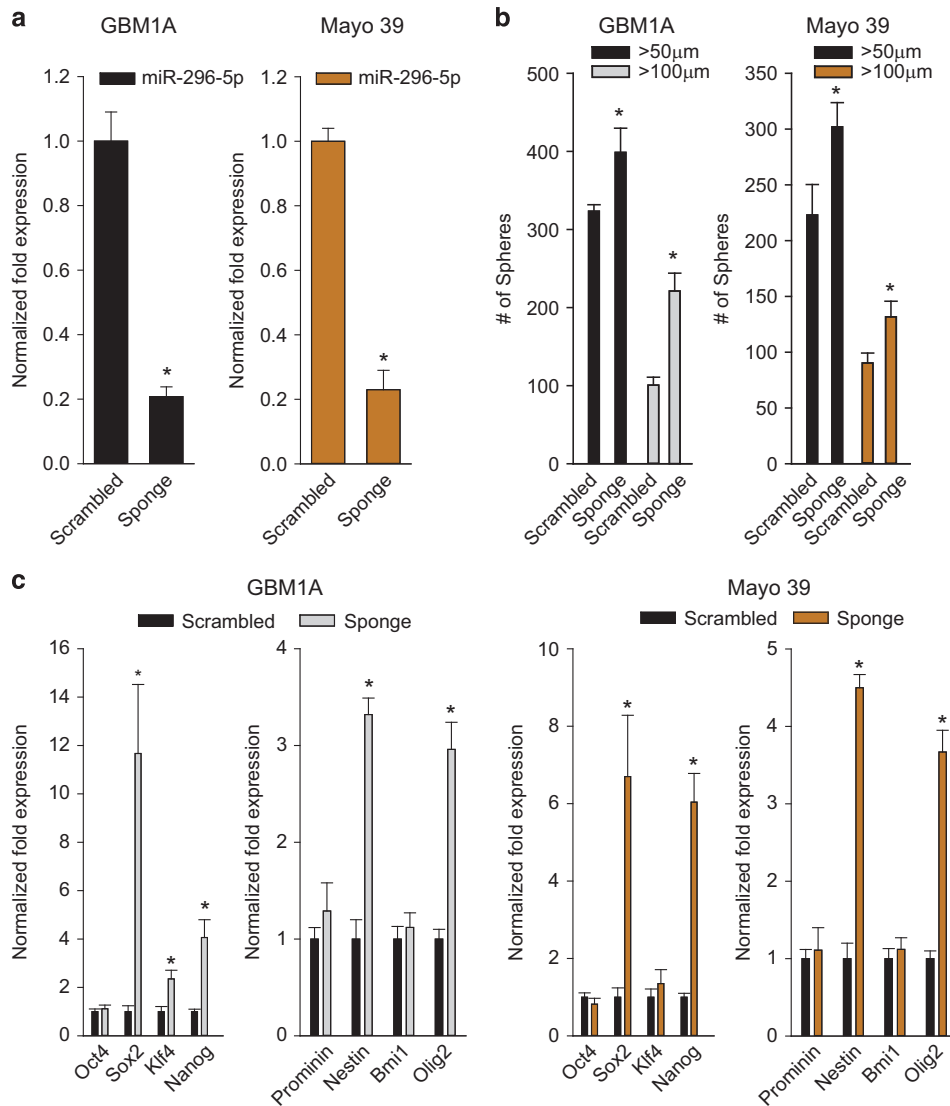 a
GBM1A
Mayo 39
miR-296-5p
miR-296-5p
Normalized fold expression
1.2
1.0
0.8
0.6
0.4
0.2
0.0
*
Scrambled
Sponge
Normalized fold expression
1.2
1.0
0.8
0.6
0.4
0.2
0.0
*
Scrambled
Sponge
b
GBM1A
>50μm
>100μm
Mayo 39
>50μm
>100μm
# of Spheres
500
400
300
200
100
0
*
*
Scrambled
Sponge
Scrambled
Sponge
# of Spheres
350
300
250
200
150
100
50
0
*
*
Scrambled
Sponge
Scrambled
Sponge
c
GBM1A
Scrambled
Sponge
Normalized fold expression
16
14
12
10
8
6
4
2
0
*
*
*
Oct4
Sox2
Klf4
Nanog
Normalized fold expression
4
3
2
1
0
*
*
Prominin
Nestin
Bmi1
Olig2
Mayo 39
Scrambled
Sponge
Normalized fold expression
10
8
6
4
2
0
*
*
Oct4
Sox2
Klf4
Nanog
Normalized fold expression
5
4
3
2
1
0
*
*
Prominin
Nestin
Bmi1
Olig2